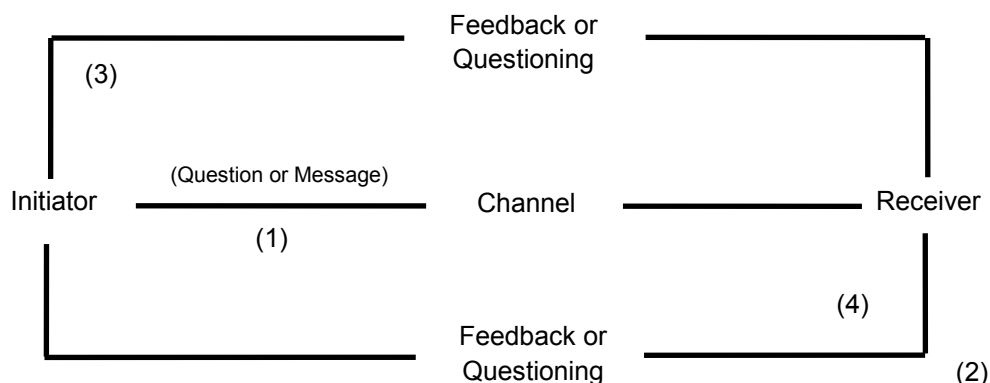 Feedback or
Questioning
(3)
(Question or Message)
Initiator
Channel
Receiver
(1)
(4)
Feedback or
Questioning
(2)